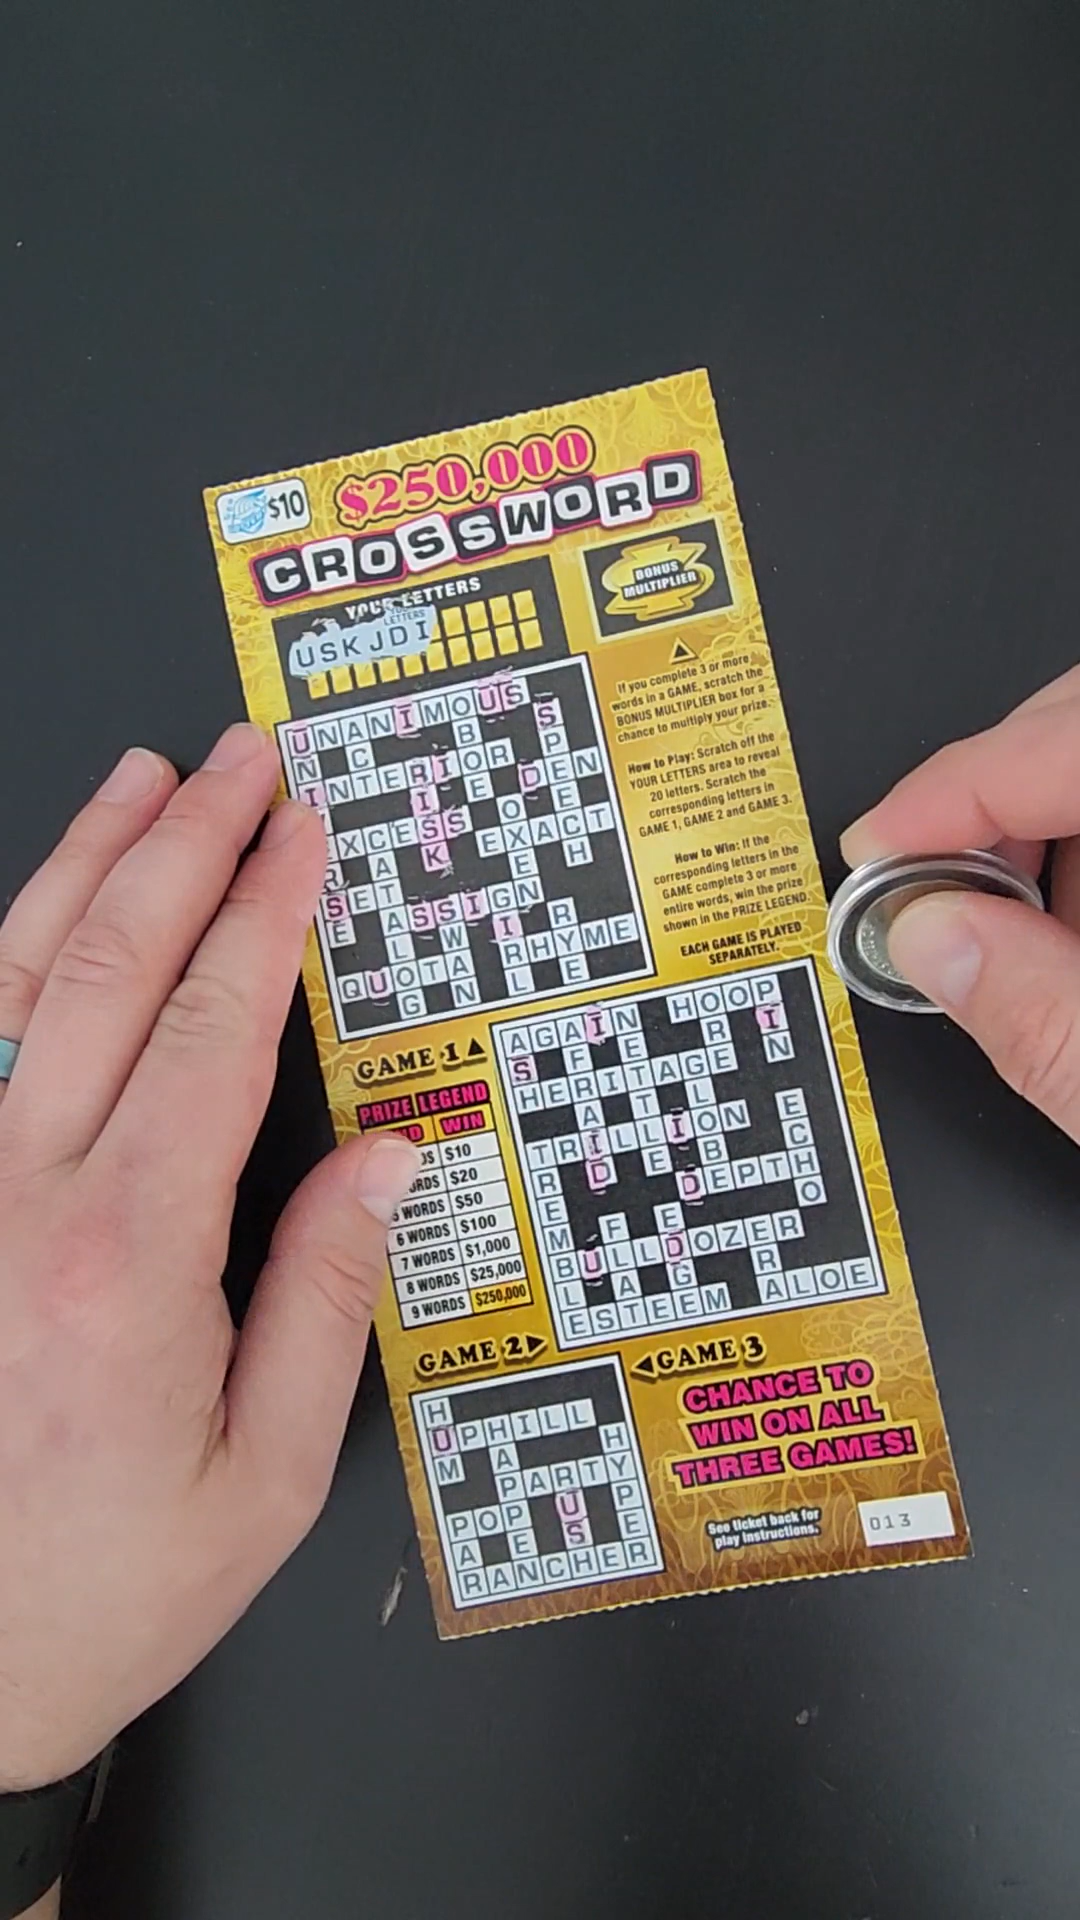 $10
$250,000
CROSSWORD
YOUR LETTERS
LETTERS
USKJDI
BONUS
MULTIPLIER
If you complete 3 or more
words in a GAME, scratch the
BONUS MULTIPLIER box for a
chance to multiply your prize.
How to Play: Scratch off the
YOUR LETTERS area to reveal
20 letters. Scratch the
corresponding letters in
GAME 1, GAME 2 and GAME 3.
How to Win: If the
corresponding letters in the
GAME complete 3 or more
entire words, win the prize
shown in the PRIZE LEGEND.
EACH GAME IS PLAYED
SEPARATELY.
UNANIMOUS
INTERIOR
DEN
EXCESS
EXACT
SET
ASSIGN
RHYME
QUOTA
GAME 1
PRIZE LEGEND
WIN
$10
$20
WORDS $50
6 WORDS $100
7 WORDS $1,000
8 WORDS $25,000
9 WORDS $250,000
HOOP
AGAIN
HERITAGE
TRILLION
DEPTH
BULLDOZER
ALOE
ESTEEM
GAME 2
GAME 3
UPHILL
PARTY
POP
RANCHER
CHANCE TO
WIN ON ALL
THREE GAMES!
See ticket back for
play instructions.
013